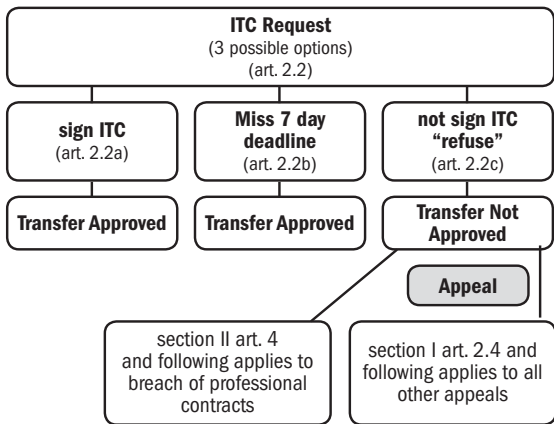 ITC Request
(3 possible options)
(art. 2.2)
sign ITC
(art. 2.2a)
Miss 7 day
deadline
(art. 2.2b)
not sign ITC
“refuse”
(art. 2.2c)
Transfer Approved
Transfer Approved
Transfer Not
Approved
Appeal
section II art. 4
and following applies to
breach of professional
contracts
section I art. 2.4 and
following applies to all
other appeals